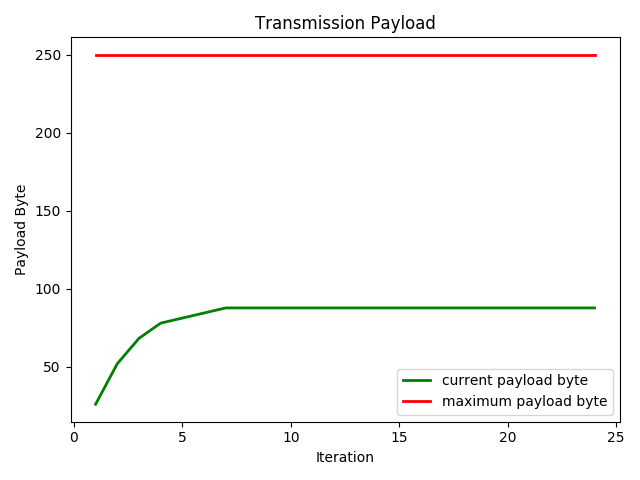 Transmission Payload
250
200
150
100
50
Payload Byte
current payload byte
maximum payload byte
0 5 10 15 20 25
Iteration